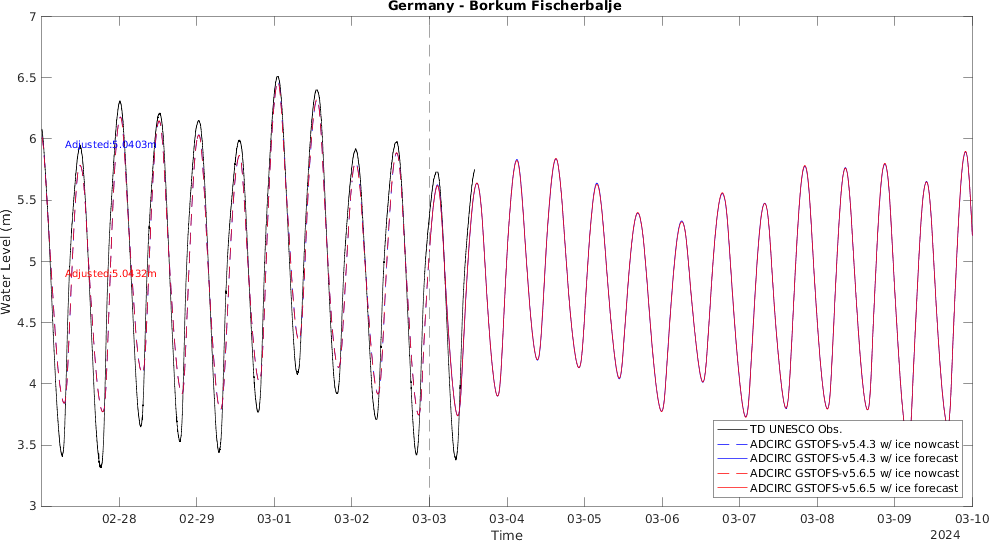 Germany - Borkum Fischerbalje
7
6.5
6
5.5
5
4.5
4
3.5
3
Water Level (m)
Adjusted:5.0403m
Adjusted:5.0432m
TD UNESCO Obs.
ADCIRC GSTOFS-v5.4.3 w/ ice nowcast
ADCIRC GSTOFS-v5.4.3 w/ ice forecast
ADCIRC GSTOFS-v5.6.5 w/ ice nowcast
ADCIRC GSTOFS-v5.6.5 w/ ice forecast
02-28 02-29 03-01 03-02 03-03 03-04 03-05 03-06 03-07 03-08 03-09 03-10
Time
2024